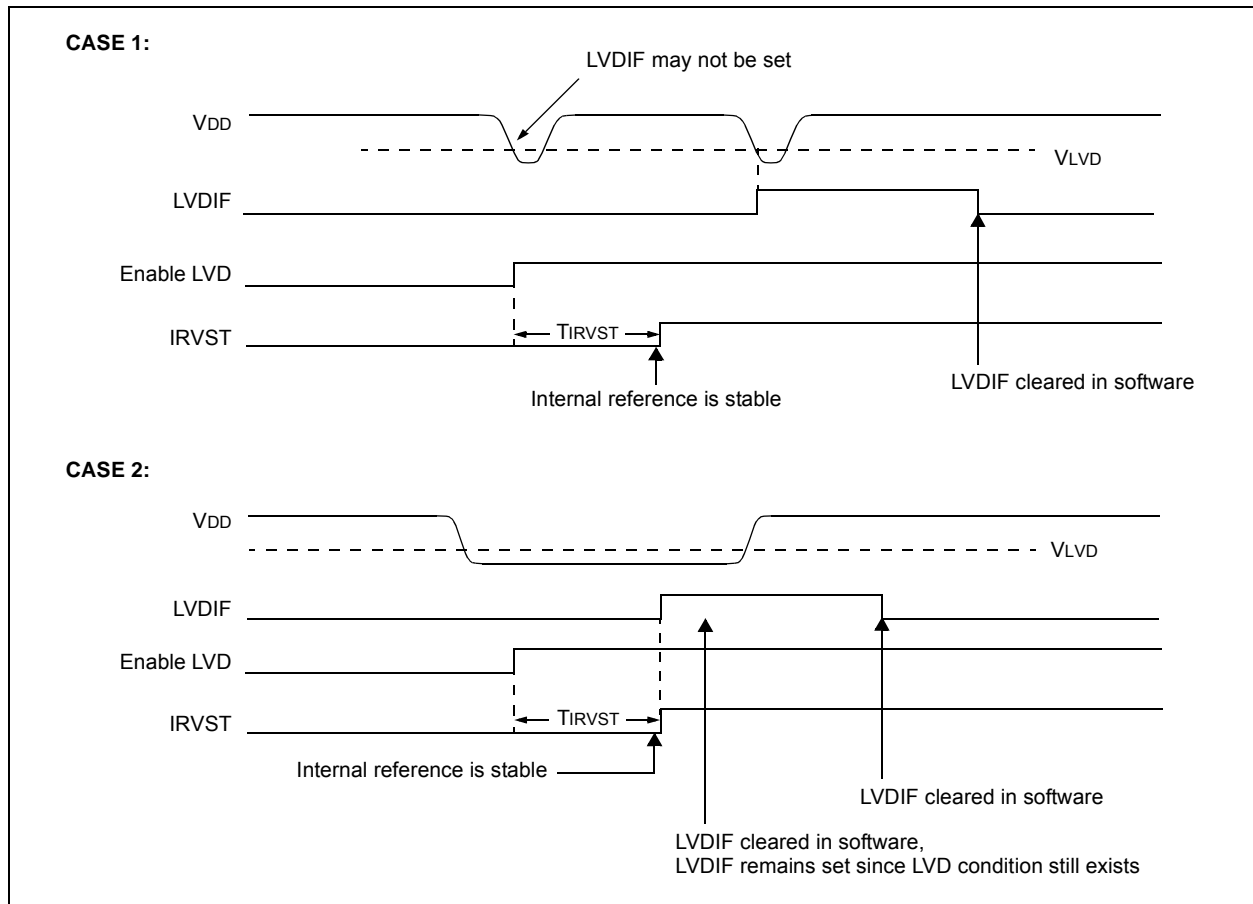 CASE 1:
LVDIF may not be set
VDD
VLVD
LVDIF
Enable LVD
TIRVST
IRVST
Internal reference is stable
LVDIF cleared in software
CASE 2:
VDD
VLVD
LVDIF
Enable LVD
TIRVST
IRVST
Internal reference is stable
LVDIF cleared in software
LVDIF cleared in software,
LVDIF remains set since LVD condition still exists